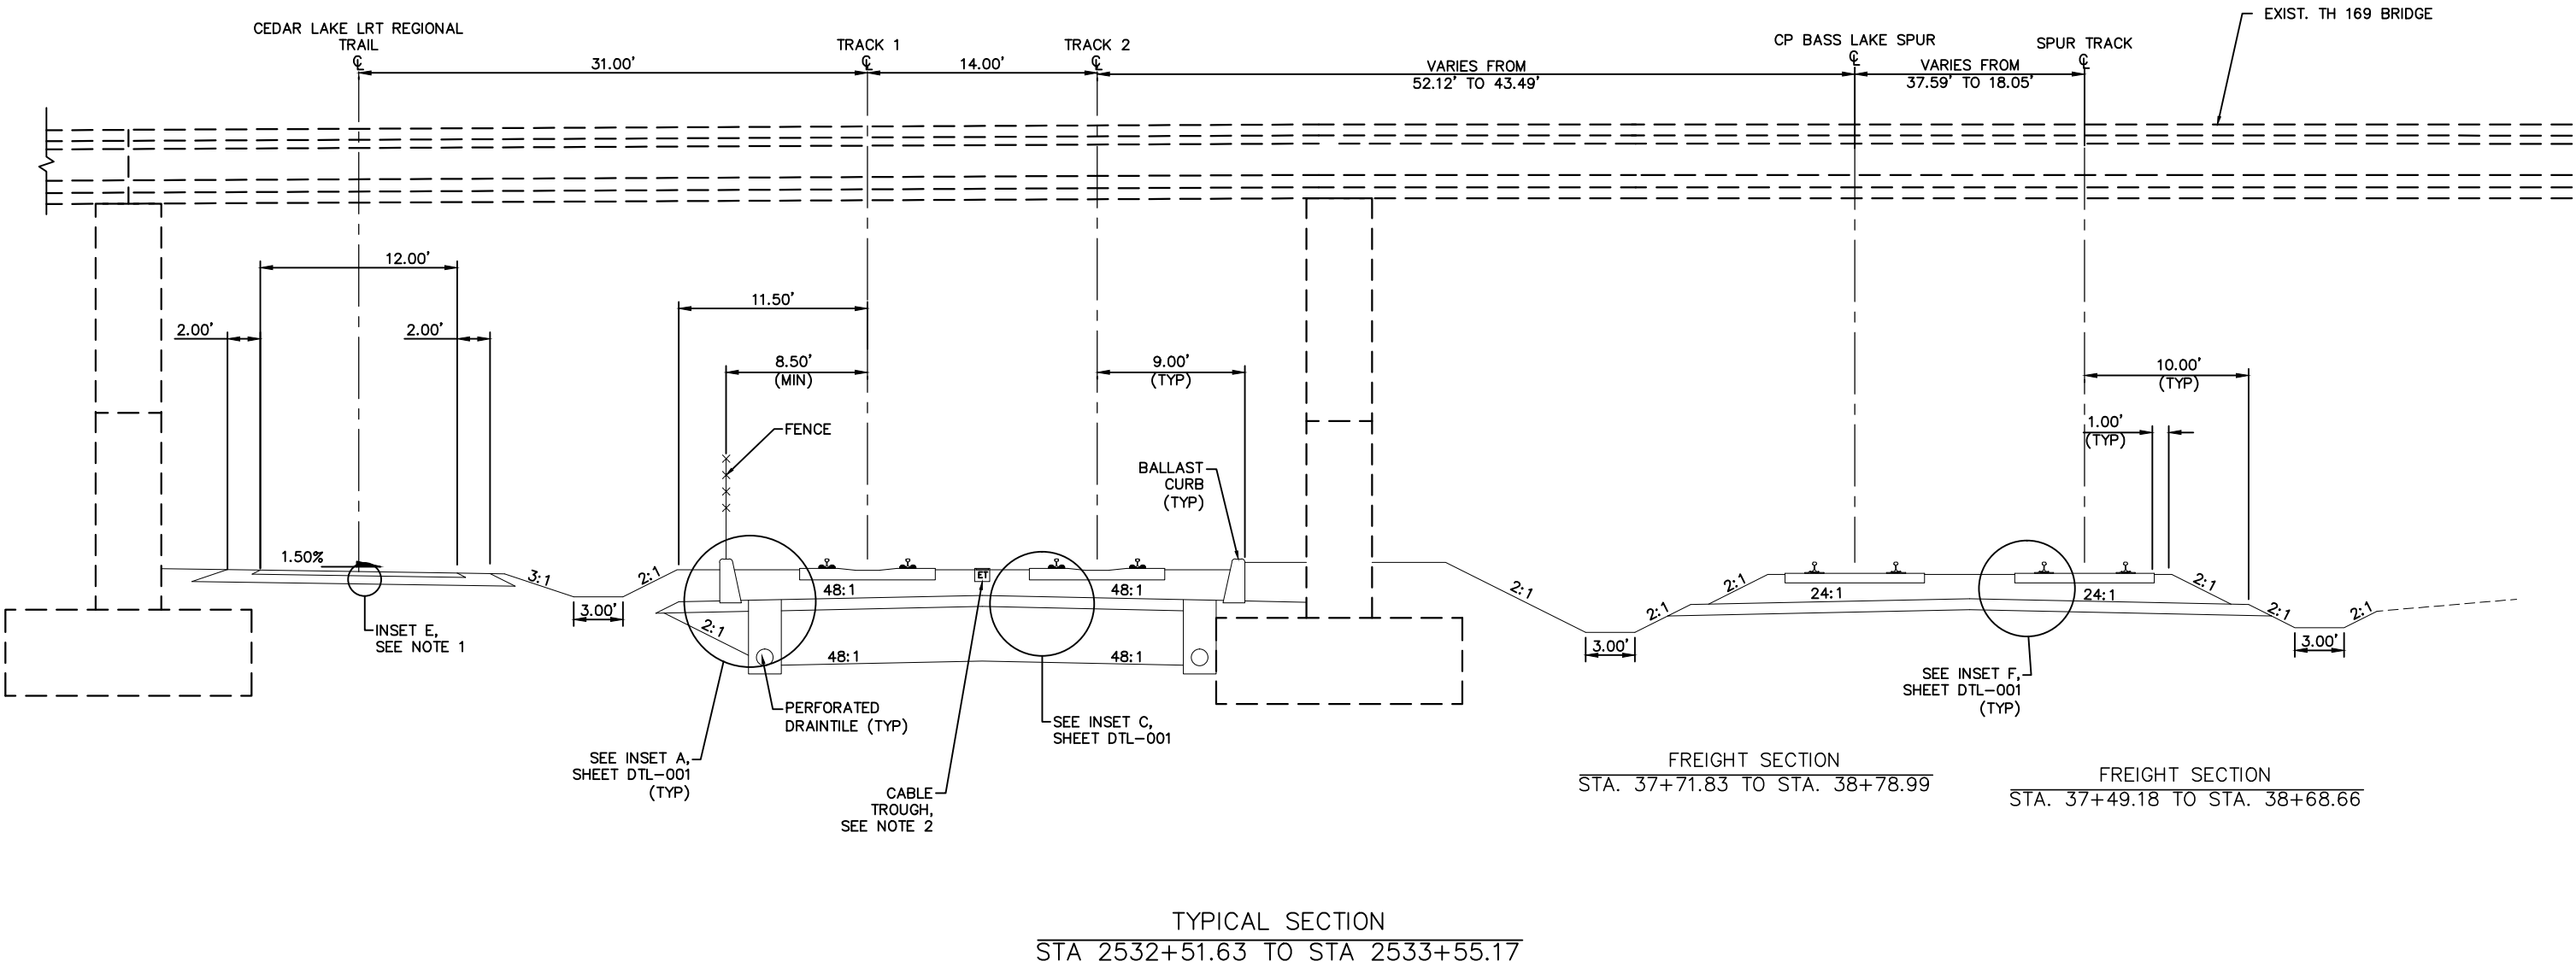 EXIST. TH 169 BRIDGE
CEDAR LAKE LRT REGIONAL
TRAIL
℄
TRACK 1
℄
TRACK 2
℄
CP BASS LAKE SPUR
℄
SPUR TRACK
℄
31.00'
14.00'
VARIES FROM
52.12' TO 43.49'
VARIES FROM
37.59' TO 18.05'
12.00'
2.00'
2.00'
11.50'
8.50'
(MIN)
9.00'
(TYP)
10.00'
(TYP)
1.00'
(TYP)
FENCE
BALLAST
CURB
(TYP)
1.50%
3:1
2:1
3.00'
48:1
ET
48:1
2:1
48:1
48:1
2:1
3.00'
2:1
2:1
24:1
24:1
2:1
2:1
2:1
3.00'
INSET E,
SEE NOTE 1
PERFORATED
DRAINTILE (TYP)
SEE INSET A,
SHEET DTL-001
(TYP)
CABLE
TROUGH,
SEE NOTE 2
SEE INSET C,
SHEET DTL-001
SEE INSET F,
SHEET DTL-001
(TYP)
FREIGHT SECTION
STA. 37+71.83 TO STA. 38+78.99
FREIGHT SECTION
STA. 37+49.18 TO STA. 38+68.66
TYPICAL SECTION
STA 2532+51.63 TO STA 2533+55.17